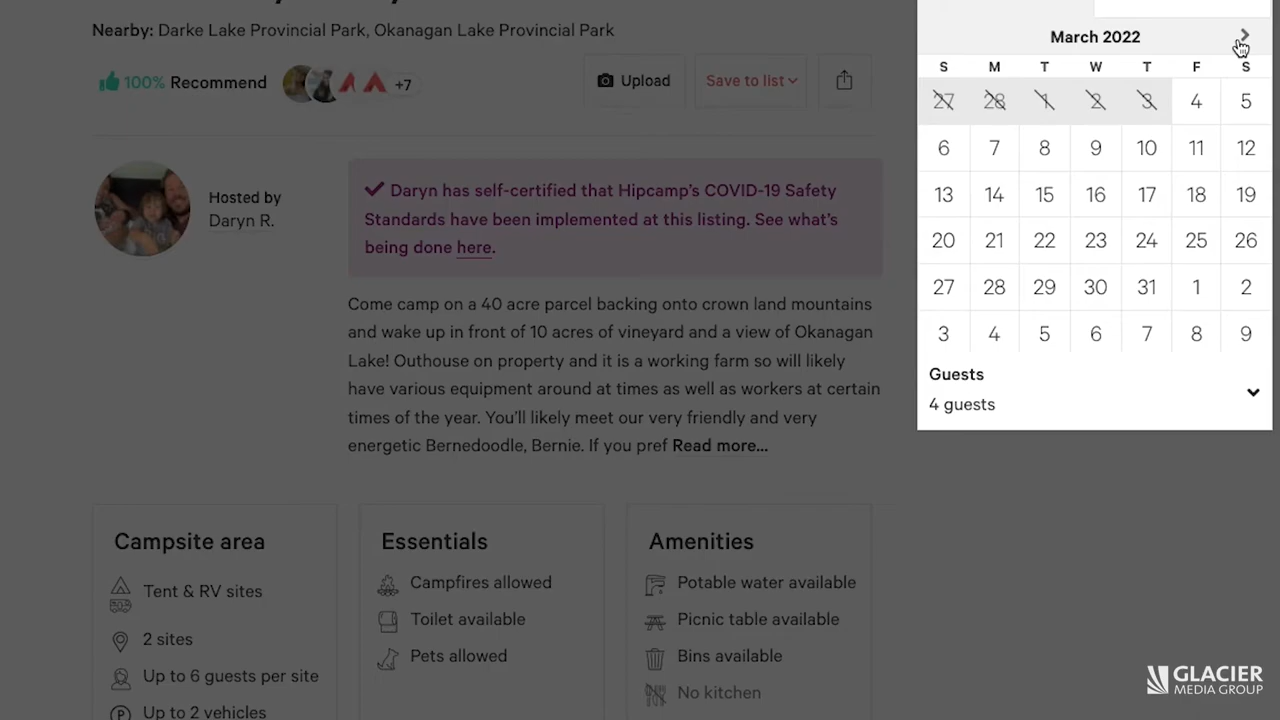 Nearby: Darke Lake Provincial Park, Okanagan Lake Provincial Park
100% Recommend
+7
Upload
Save to list
March 2022
S M T W T F S
27 28 1 2 3 4 5
6 7 8 9 10 11 12
13 14 15 16 17 18 19
20 21 22 23 24 25 26
27 28 29 30 31 1 2
3 4 5 6 7 8 9
Guests
4 guests
Hosted by
Daryn R.
Daryn has self-certified that Hipcamp's COVID-19 Safety
Standards have been implemented at this listing. See what's
being done here.
Come camp on a 40 acre parcel backing onto crown land mountains
and wake up in front of 10 acres of vineyard and a view of Okanagan
Lake! Outhouse on property and it is a working farm so will likely
have various equipment around at times as well as workers at certain
times of the year. You'll likely meet our very friendly and very
energetic Bernedoodle, Bernie. If you pref Read more...
Campsite area
Tent & RV sites
2 sites
Up to 6 guests per site
P
Up to 2 vehicles
Essentials
Campfires allowed
Toilet available
Pets allowed
Amenities
Potable water available
Picnic table available
Bins available
No kitchen
GLACIER
MEDIA GROUP